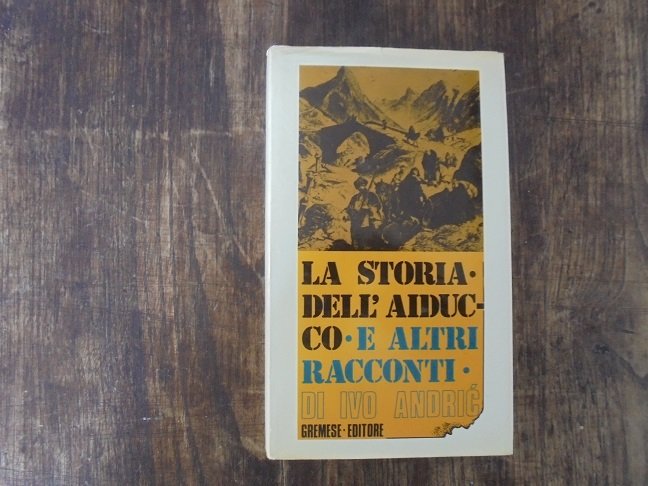 LA STORIA·
DELL'AIDUC-
CO·E ALTRI
RACCONTI·
DI IVO ANDRIĆ
GREMESE·EDITORE